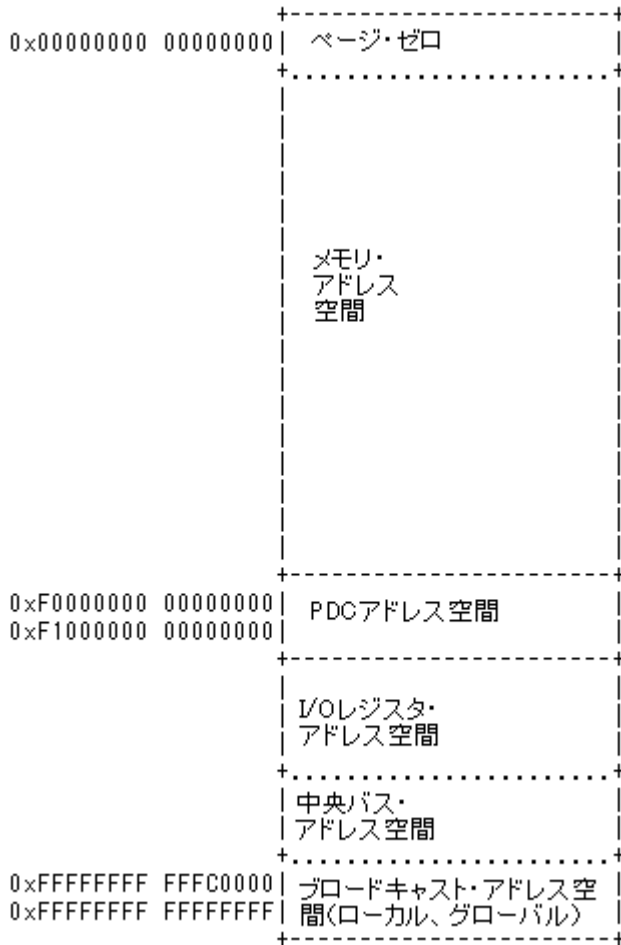 0x00000000 00000000 ページ・ゼロ
メモリ・
アドレス
空間
0xF0000000 00000000
0xF1000000 00000000
PDCアドレス空間
I/Oレジスタ・
アドレス空間
中央バス・
アドレス空間
0xFFFFFFFF FFFC0000 ブロードキャスト・アドレス空
0xFFFFFFFF FFFFFFFF 間(ローカル、グローバル)